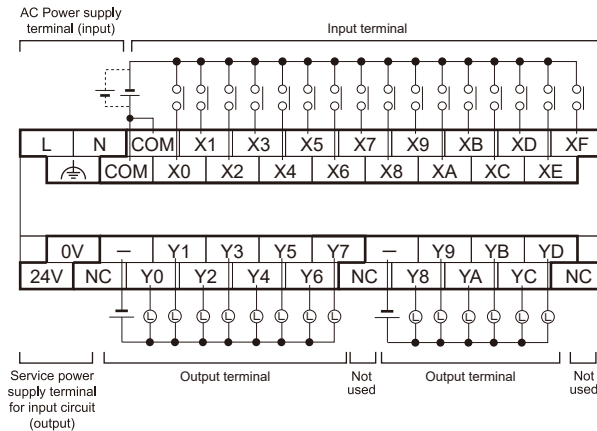 AC Power supply
terminal (input)
Input terminal
L N COM X1 X3 X5 X7 X9 XB XD XF
COM X0 X2 X4 X6 X8 XA XC XE
0V — Y1 Y3 Y5 Y7 — Y9 YB YD
24V NC Y0 Y2 Y4 Y6 NC Y8 YA YC NC
L L L L L L L L L L L L L L
Service power
supply terminal
for input circuit
(output)
Output terminal
Not
used
Output terminal
Not
used